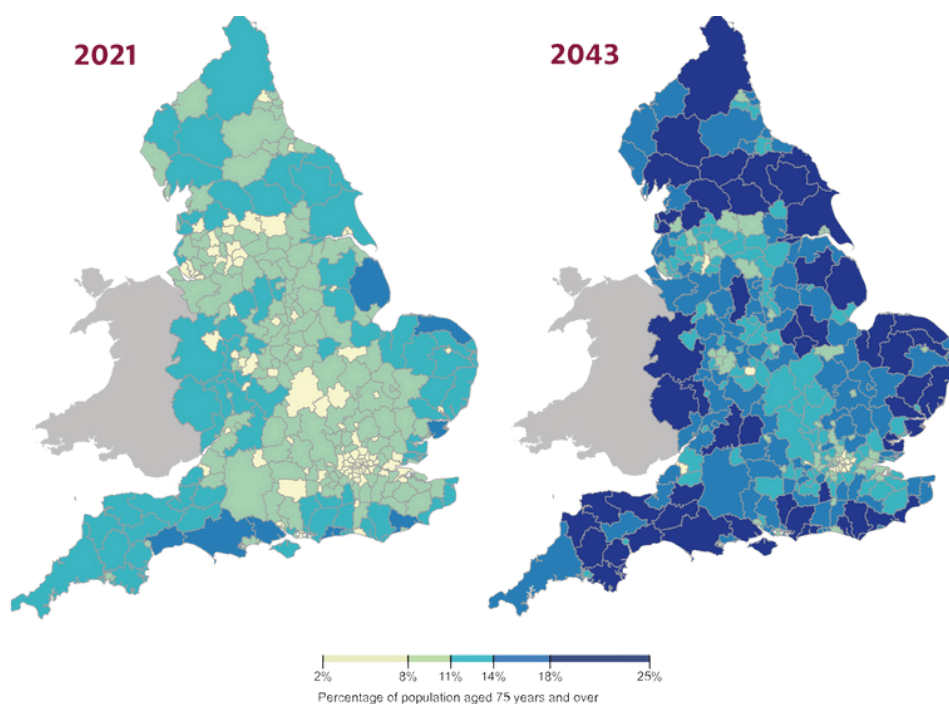 2021
2043
2% 8% 11% 14% 18% 25%
Percentage of population aged 75 years and over